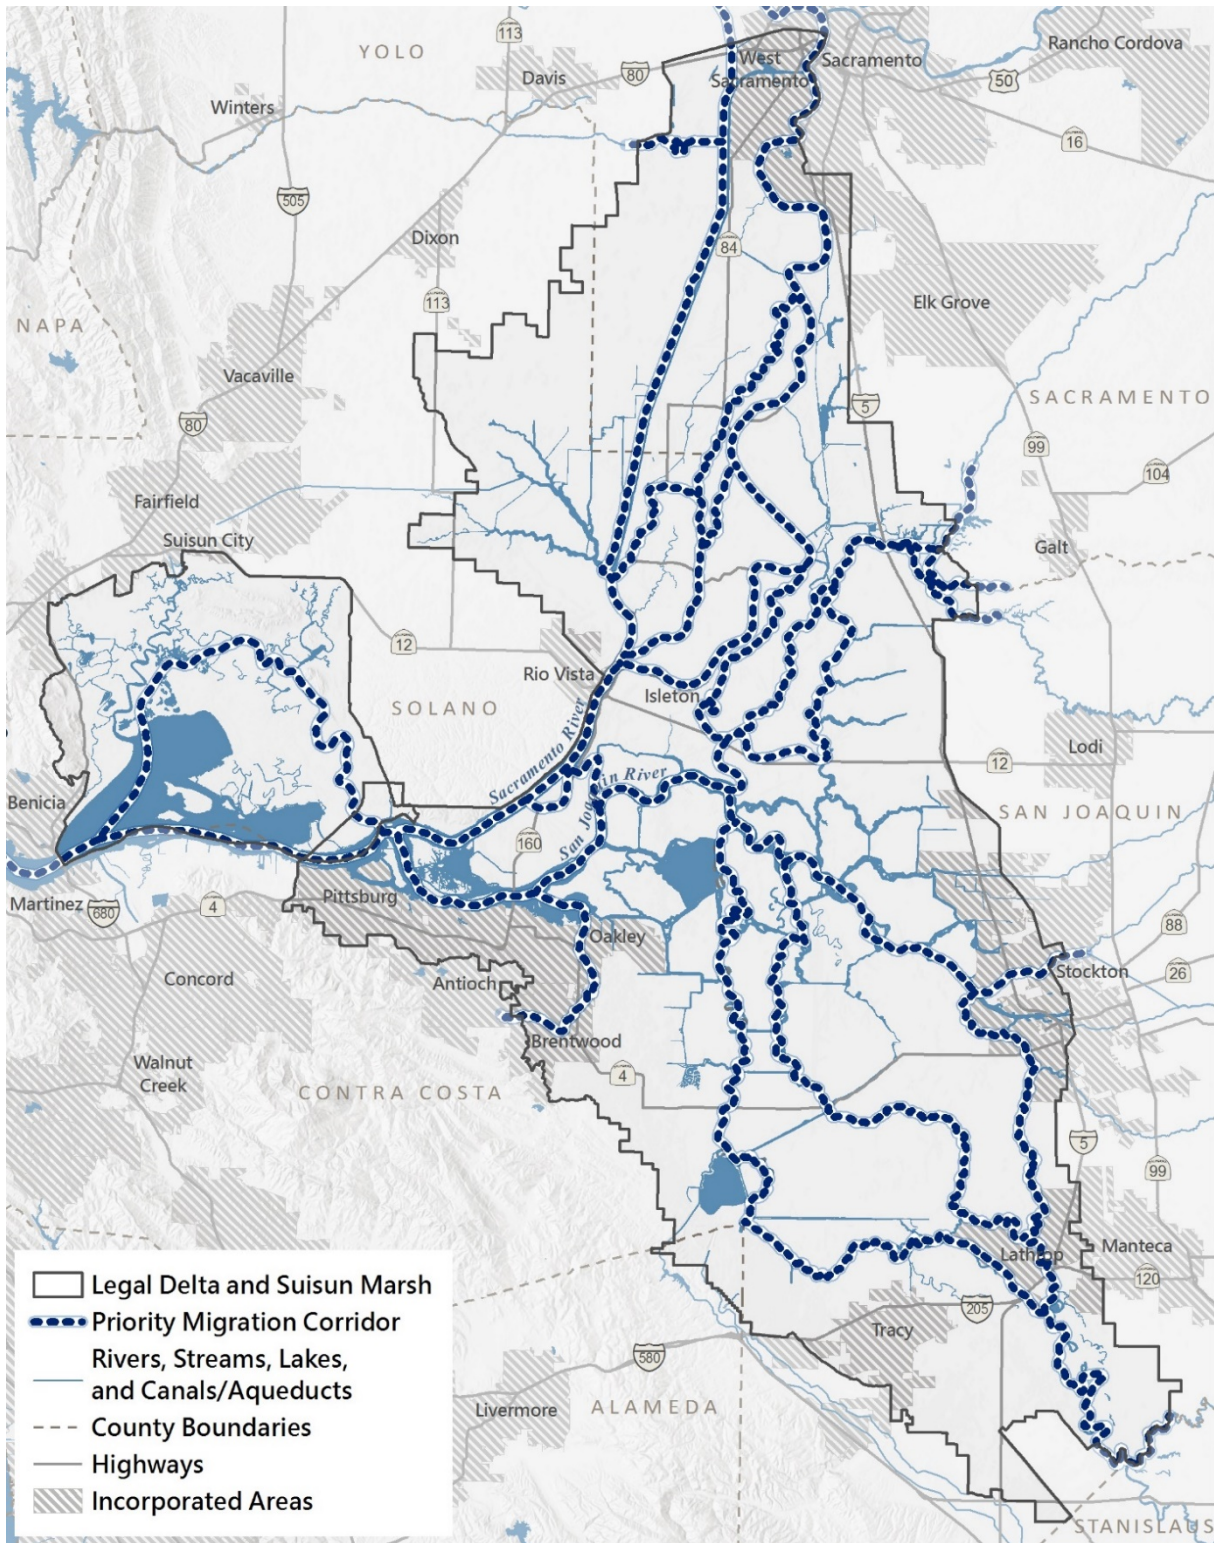 YOLO
113
Davis
80
West
Sacramento
Sacramento
Rancho Cordova
50
Winters
16
505
Dixon
84
113
Elk Grove
NAPA
Vacaville
80
5
SACRAMENTO
99
104
Fairfield
Suisun City
Galt
12
Rio Vista
Isleton
SOLANO
Sacramento River
Lodi
12
Benicia
San Joaquin River
SAN JOAQUIN
160
Martinez
680
4
Pittsburg
Oakley
88
Concord
Antioch
Stockton
26
Brentwood
Walnut
Creek
4
CONTRA COSTA
5
99
Lathrop
Manteca
120
205
Tracy
580
Livermore
ALAMEDA
STANISLAUS
Legal Delta and Suisun Marsh
Priority Migration Corridor
Rivers, Streams, Lakes,
and Canals/Aqueducts
County Boundaries
Highways
Incorporated Areas